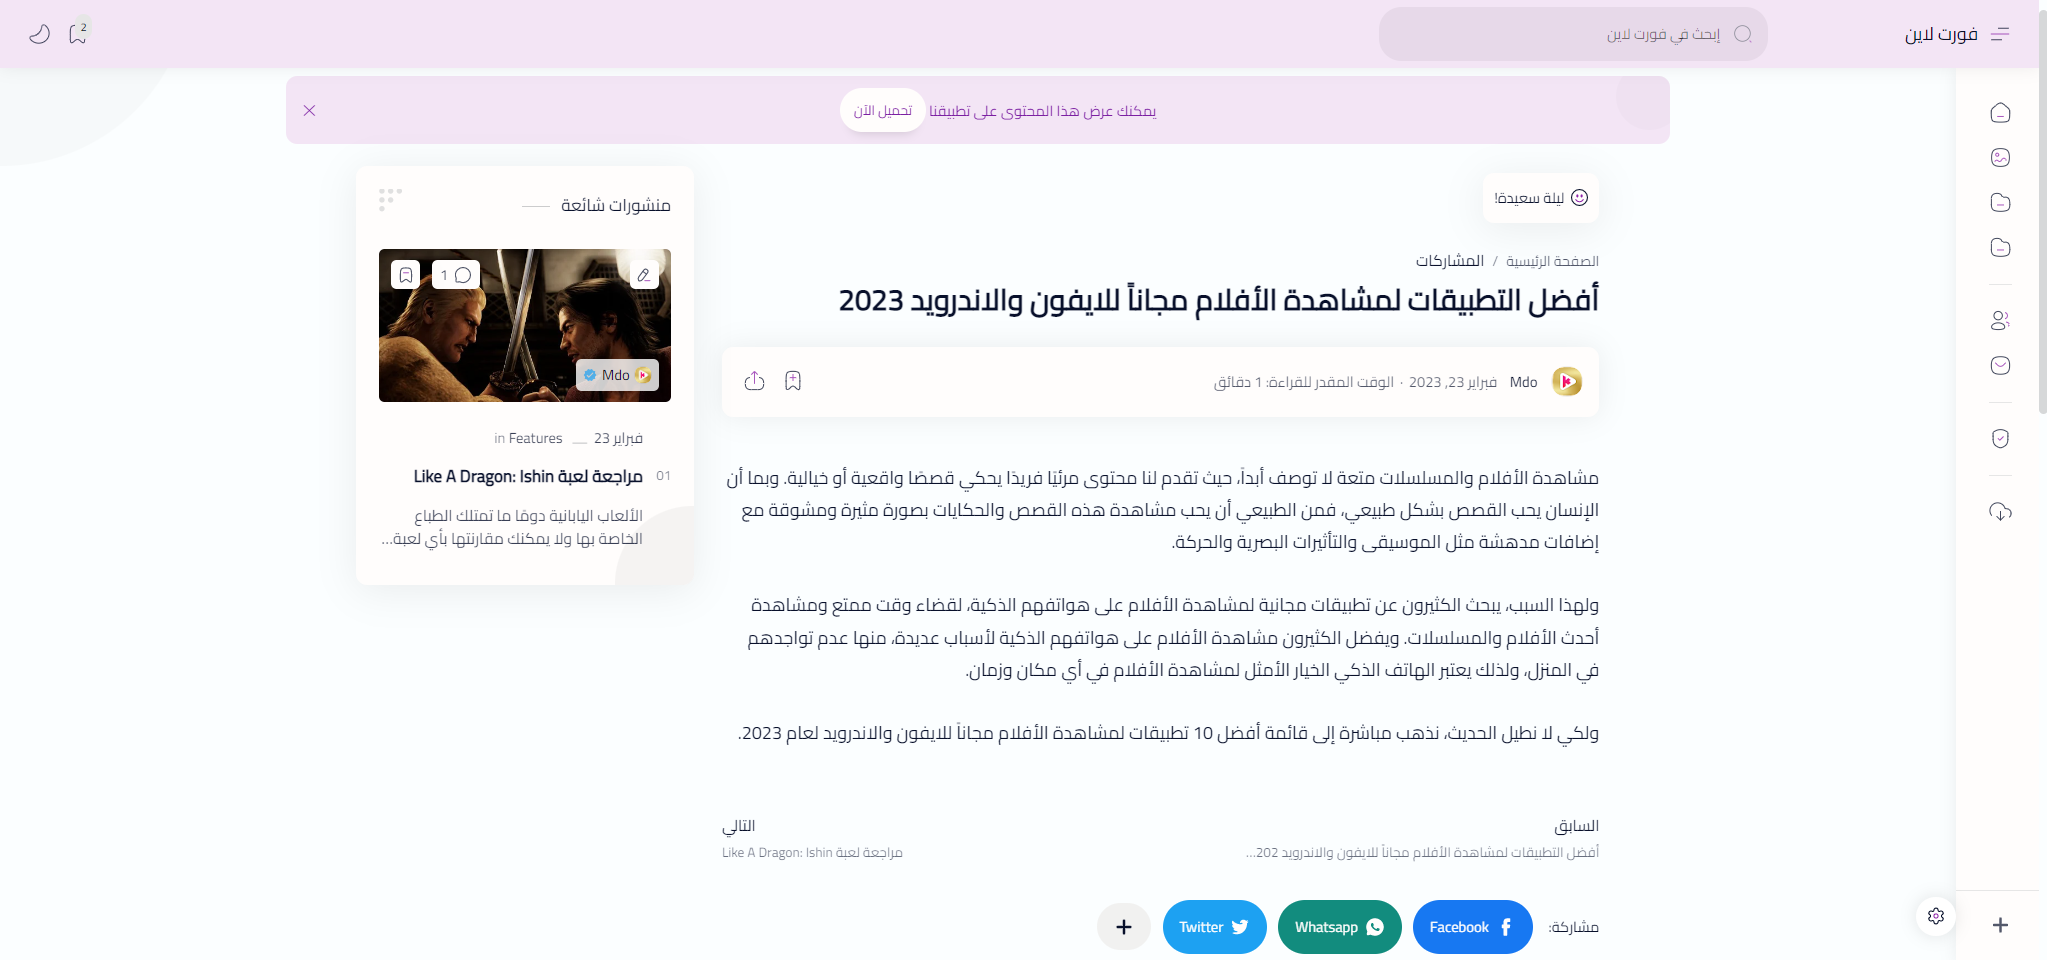 فورت لاين
إبحث في فورت لاين
2
يمكنك عرض هذا المحتوى على تطبيقنا
تحميل الآن
ليلة سعيدة!
الصفحة الرئيسية / المشاركات
أفضل التطبيقات لمشاهدة الأفلام مجاناً للايفون والاندرويد 2023
Mdo فبراير 23, 2023 · الوقت المقدر للقراءة: 1 دقائق
مشاهدة الأفلام والمسلسلات متعة لا توصف أبداً، حيث تقدم لنا محتوى مرئيًا فريدًا يحكي قصصًا واقعية أو خيالية. وبما أن
الإنسان يحب القصص بشكل طبيعي، فمن الطبيعي أن يحب مشاهدة هذه القصص والحكايات بصورة مثيرة ومشوقة مع
إضافات مدهشة مثل الموسيقى والتأثيرات البصرية والحركة.
ولهذا السبب، يبحث الكثيرون عن تطبيقات مجانية لمشاهدة الأفلام على هواتفهم الذكية، لقضاء وقت ممتع ومشاهدة
أحدث الأفلام والمسلسلات. ويفضل الكثيرون مشاهدة الأفلام على هواتفهم الذكية لأسباب عديدة، منها عدم تواجدهم
في المنزل، ولذلك يعتبر الهاتف الذكي الخيار الأمثل لمشاهدة الأفلام في أي مكان وزمان.
ولكي لا نطيل الحديث، نذهب مباشرة إلى قائمة أفضل 10 تطبيقات لمشاهدة الأفلام مجاناً للايفون والاندرويد لعام 2023.
السابق
أفضل التطبيقات لمشاهدة الأفلام مجاناً للايفون والاندرويد 202...
التالي
مراجعة لعبة Like A Dragon: Ishin
مشاركة:
Facebook
Whatsapp
Twitter
منشورات شائعة
1
Mdo
فبراير 23 in Features
01
مراجعة لعبة Like A Dragon: Ishin
الألعاب اليابانية دومًا ما تمتلك الطباع
الخاصة بها ولا يمكنك مقارنتها بأي لعبة...